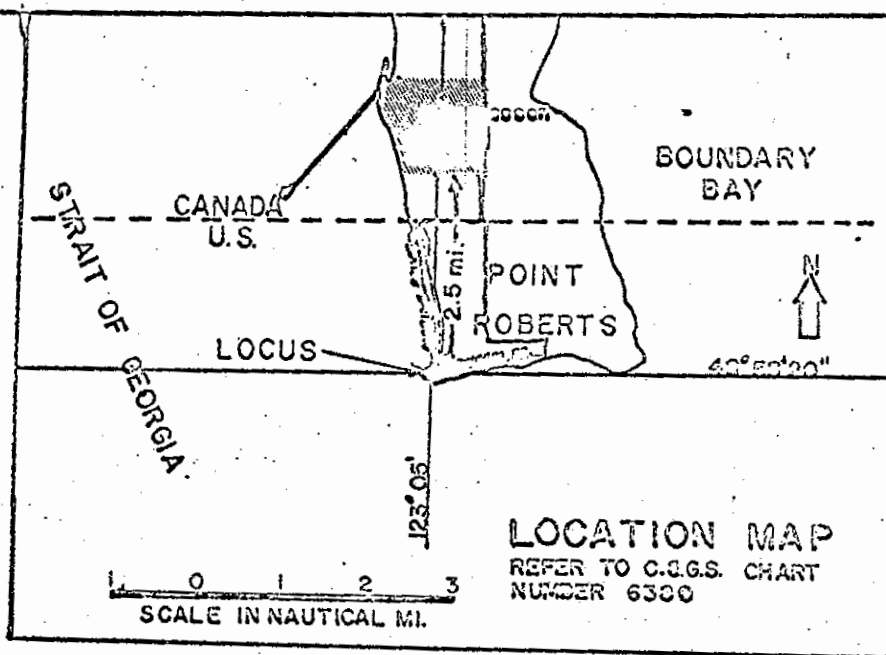 BOUNDARY
BAY
CANADA
U.S.
STRAIT OF GEORGIA
2.5 mi.
POINT
ROBERTS
N
LOCUS
123° 05'
LOCATION MAP
REFER TO C.&G.S. CHART
NUMBER 6300
1 0 1 2 3
SCALE IN NAUTICAL MI.